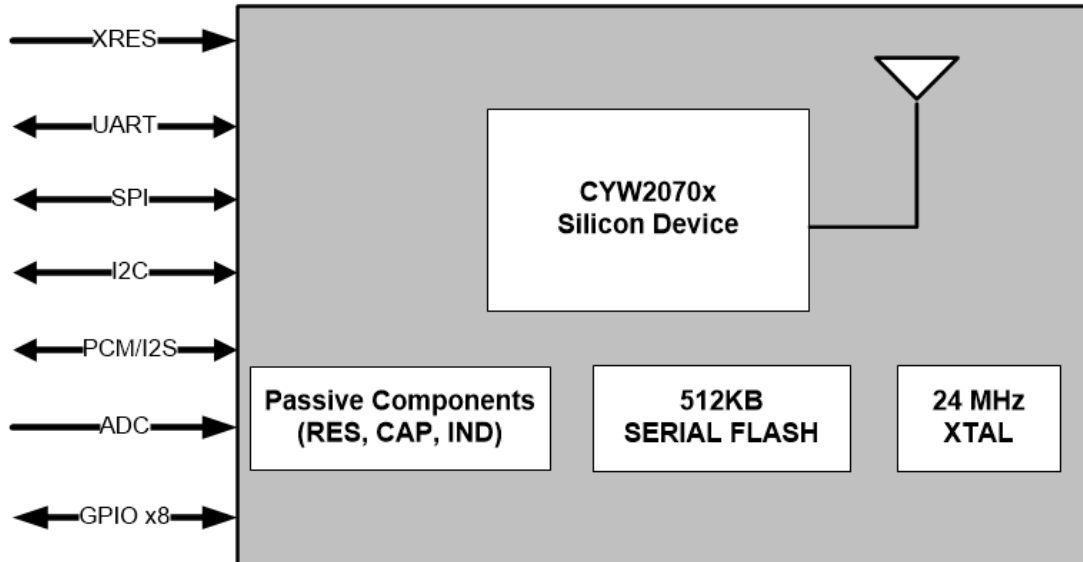 XRES
UART
SPI
I2C
PCM/I2S
ADC
GPIO x8
CYW2070x
Silicon Device
Passive Components
(RES, CAP, IND)
512KB
SERIAL FLASH
24 MHz
XTAL